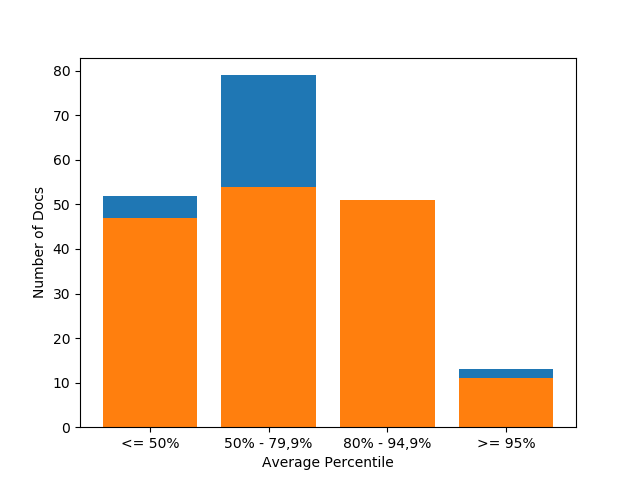 80
70
60
50
40
30
20
10
0
Number of Docs
<= 50%
50% - 79,9%
80% - 94,9%
>= 95%
Average Percentile